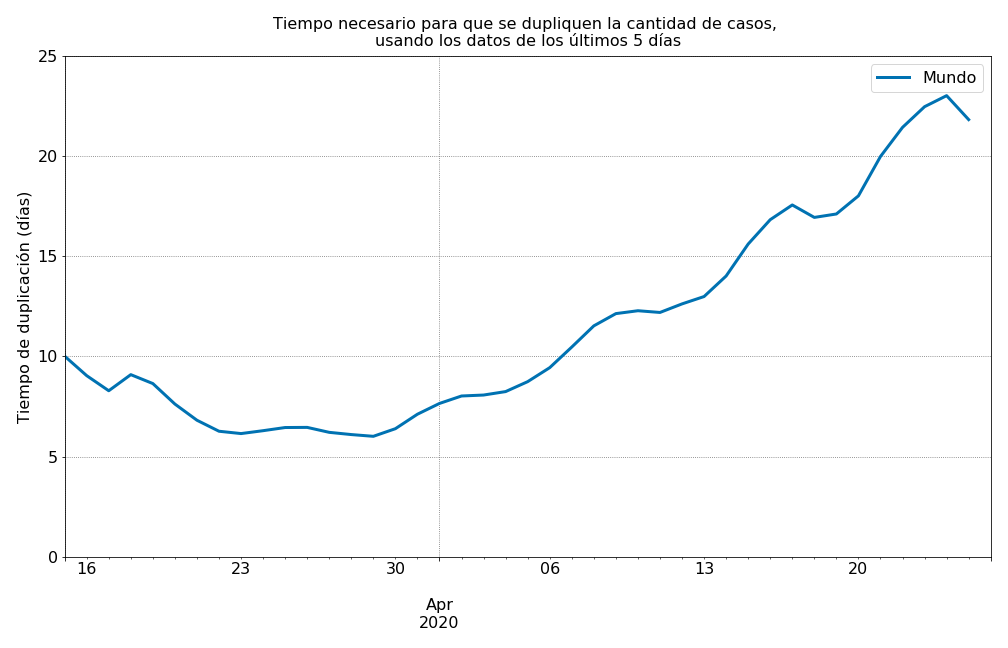 Tiempo necesario para que se dupliquen la cantidad de casos,
usando los datos de los últimos 5 días
Mundo
Tiempo de duplicación (días)
25
20
15
10
5
0
16 23 30 06 13 20
Apr
2020